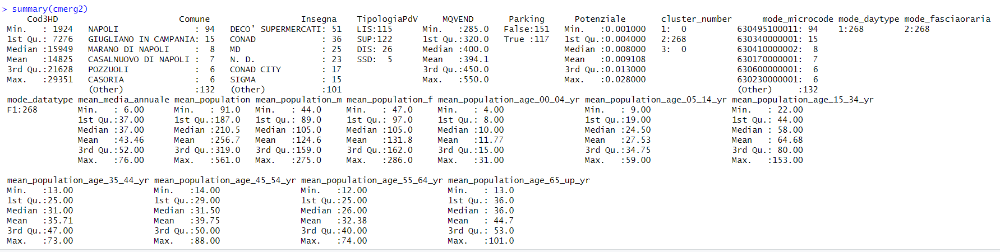 > summary(cmerg2)
Cod3HD Comune Insegna TipologiaPdV MQVEND Parking Potenziale cluster_number mode_microcode mode_daytype mode_fasciaoraria
Min. : 1924 NAPOLI : 94 DECO' SUPERMERCATI: 51 LIS:115 Min. :285.0 False:151 Min. :0.001000 1: 0 630495100011: 94 1:268 2:268
1st Qu.: 7276 GIUGLIANO IN CAMPANIA: 15 CONAD : 36 SUP:122 1st Qu.:320.0 True :117 1st Qu.:0.004000 2:268 630340000001: 15
Median :15949 MARANO DI NAPOLI : 8 MD : 25 DIS: 26 Median :400.0 Median :0.008000 3: 0 630410000002: 8
Mean :14825 CASALNUOVO DI NAPOLI : 7 N. D. : 23 SSD: 5 Mean :394.1 Mean :0.009108 630170000001: 7
3rd Qu.:21628 POZZUOLI : 6 CONAD CITY : 17 3rd Qu.:450.0 3rd Qu.:0.013000 630600000001: 6
Max. :29351 CASORIA : 6 SIGMA : 15 Max. :550.0 Max. :0.028000 630230000001: 6
(Other) :132 (Other) :101 (Other) :132
mode_datatype mean_media_annuale mean_population mean_population_m mean_population_f mean_population_age_00_04_yr mean_population_age_05_14_yr mean_population_age_15_34_yr
F1:268 Min. : 6.00 Min. : 91.0 Min. : 44.0 Min. : 47.0 Min. : 4.00 Min. : 9.00 Min. : 22.00
1st Qu.:37.00 1st Qu.:187.0 1st Qu.: 89.0 1st Qu.: 97.0 1st Qu.: 8.00 1st Qu.:19.00 1st Qu.: 44.00
Median :37.00 Median :210.5 Median :105.0 Median :105.0 Median :10.00 Median :24.50 Median : 58.00
Mean :43.46 Mean :256.7 Mean :124.6 Mean :131.8 Mean :11.77 Mean :27.53 Mean : 64.68
3rd Qu.:52.00 3rd Qu.:319.0 3rd Qu.:159.0 3rd Qu.:162.0 3rd Qu.:15.00 3rd Qu.:34.75 3rd Qu.: 80.00
Max. :76.00 Max. :561.0 Max. :275.0 Max. :286.0 Max. :31.00 Max. :59.00 Max. :153.00
mean_population_age_35_44_yr mean_population_age_45_54_yr mean_population_age_55_64_yr mean_population_age_65_up_yr
Min. :13.00 Min. :14.00 Min. :12.00 Min. : 13.0
1st Qu.:25.00 1st Qu.:29.00 1st Qu.:25.00 1st Qu.: 36.0
Median :31.00 Median :31.50 Median :26.00 Median : 36.0
Mean :35.71 Mean :39.75 Mean :32.38 Mean : 44.7
3rd Qu.:47.00 3rd Qu.:50.00 3rd Qu.:40.00 3rd Qu.: 53.0
Max. :73.00 Max. :88.00 Max. :74.00 Max. :101.0